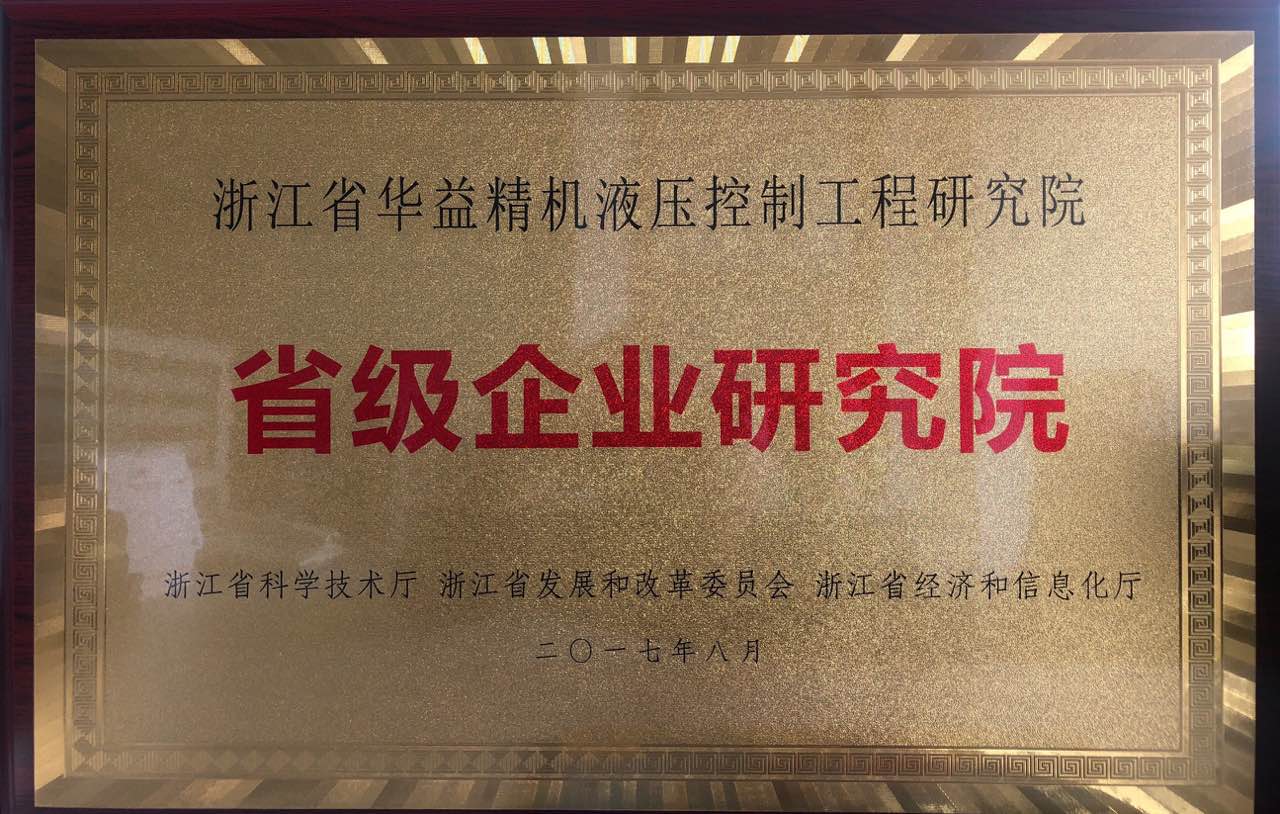 浙江省华益精机液压控制工程研究院
省级企业研究院
浙江省科学技术厅 浙江省发展和改革委员会 浙江省经济和信息化厅
二〇一七年八月